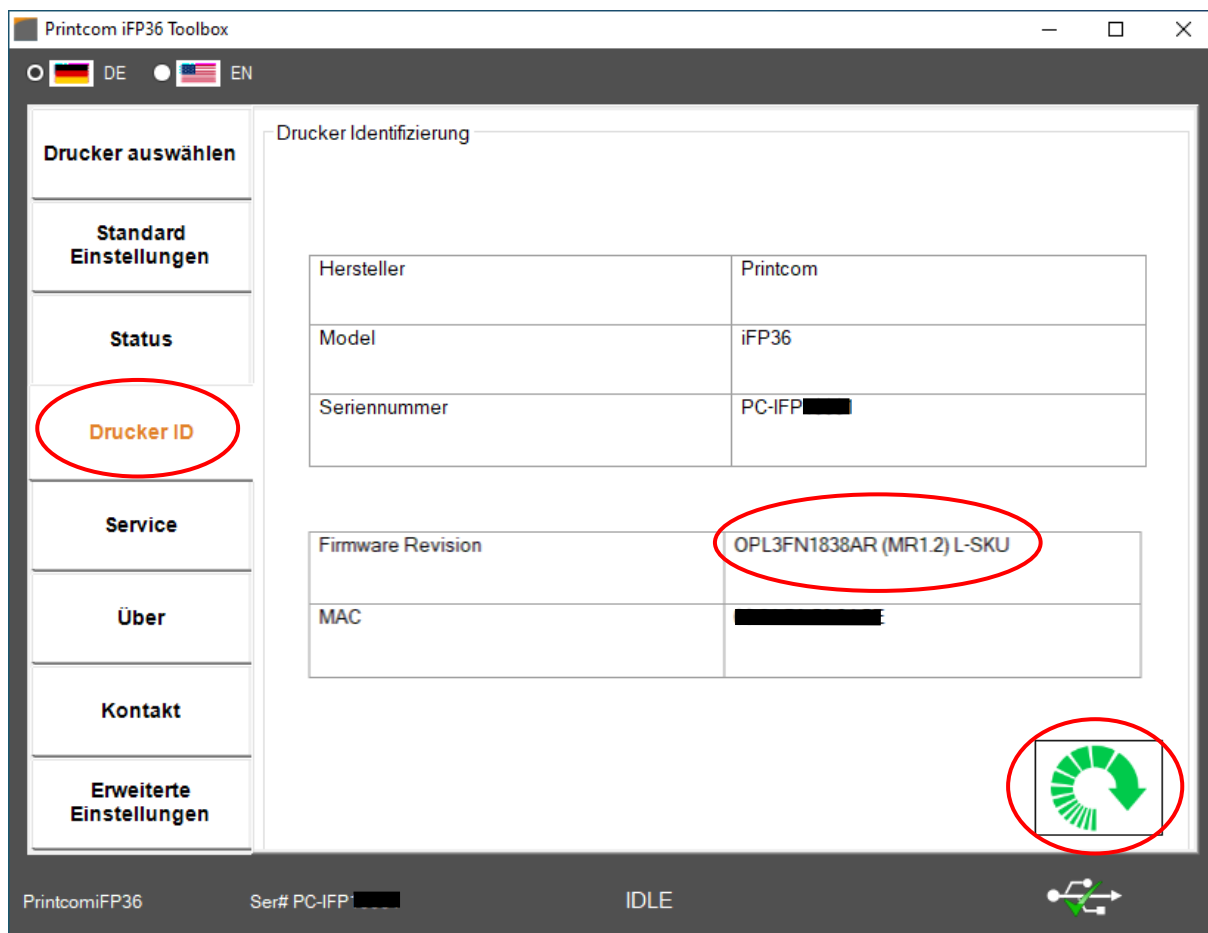 Printcom iFP36 Toolbox
DE EN
Drucker auswählen
Standard
Einstellungen
Status
Drucker ID
Service
Über
Kontakt
Erweiterte
Einstellungen
Drucker Identifizierung
Hersteller Printcom
Model iFP36
Seriennummer PC-IFP
Firmware Revision OPL3FN1838AR (MR1.2) L-SKU
MAC
PrintcomiFP36 Ser# PC-IFP IDLE